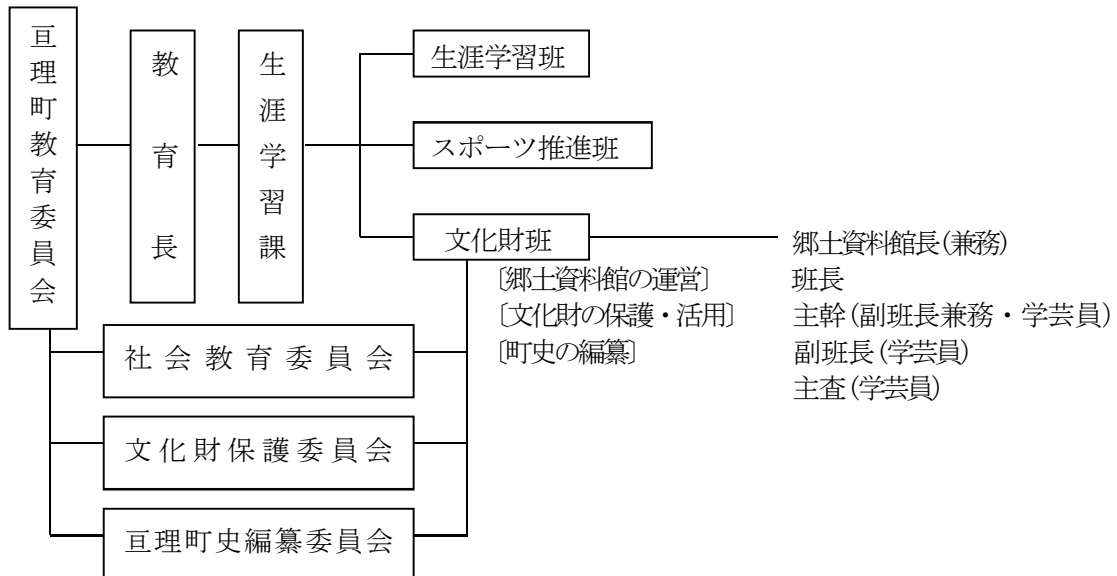 亘理町教育委員会
教育長
生涯学習課
生涯学習班
スポーツ推進班
文化財班
〔郷土資料館の運営〕
〔文化財の保護・活用〕
〔町史の編纂〕
郷土資料館長(兼務)
班長
主幹(副班長兼務・学芸員)
副班長(学芸員)
主査(学芸員)
社会教育委員会
文化財保護委員会
亘理町史編纂委員会